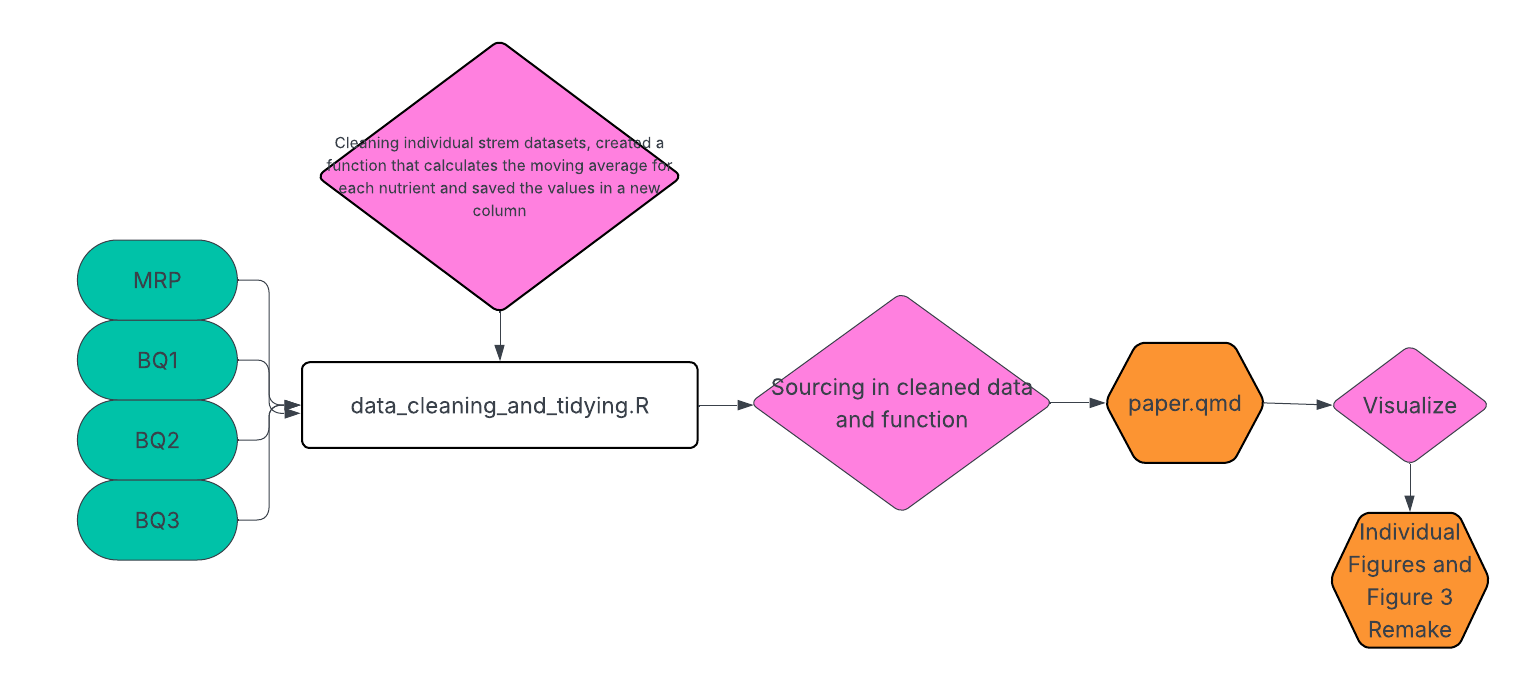 Cleaning individual strem datasets, created a
function that calculates the moving average for
each nutrient and saved the values in a new
column
MRP
BQ1
BQ2
BQ3
data_cleaning_and_tidying.R
Sourcing in cleaned data
and function
paper.qmd
Visualize
Individual
Figures and
Figure 3
Remake